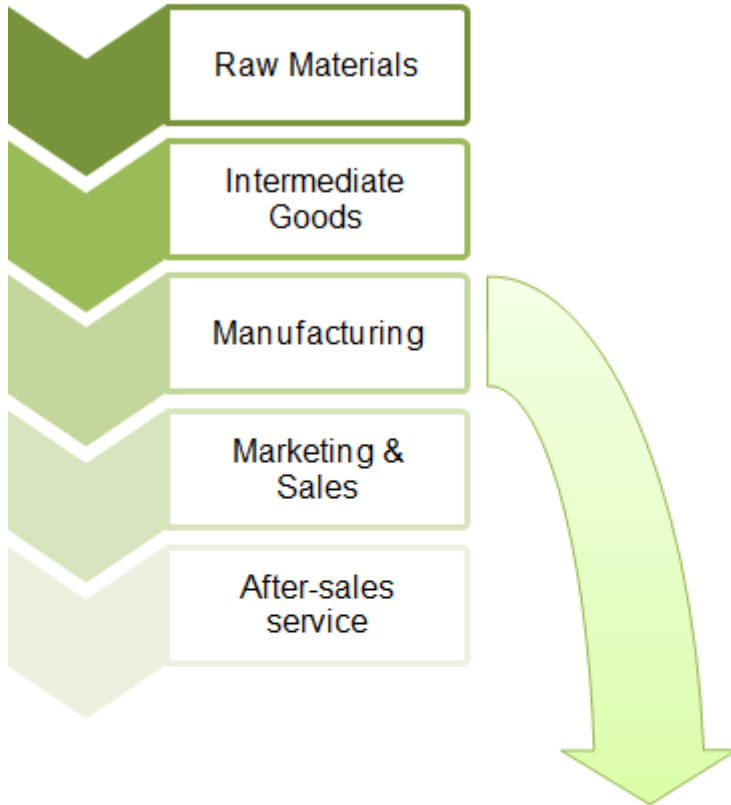 Raw Materials
Intermediate
Goods
Manufacturing
Marketing &
Sales
After-sales
service